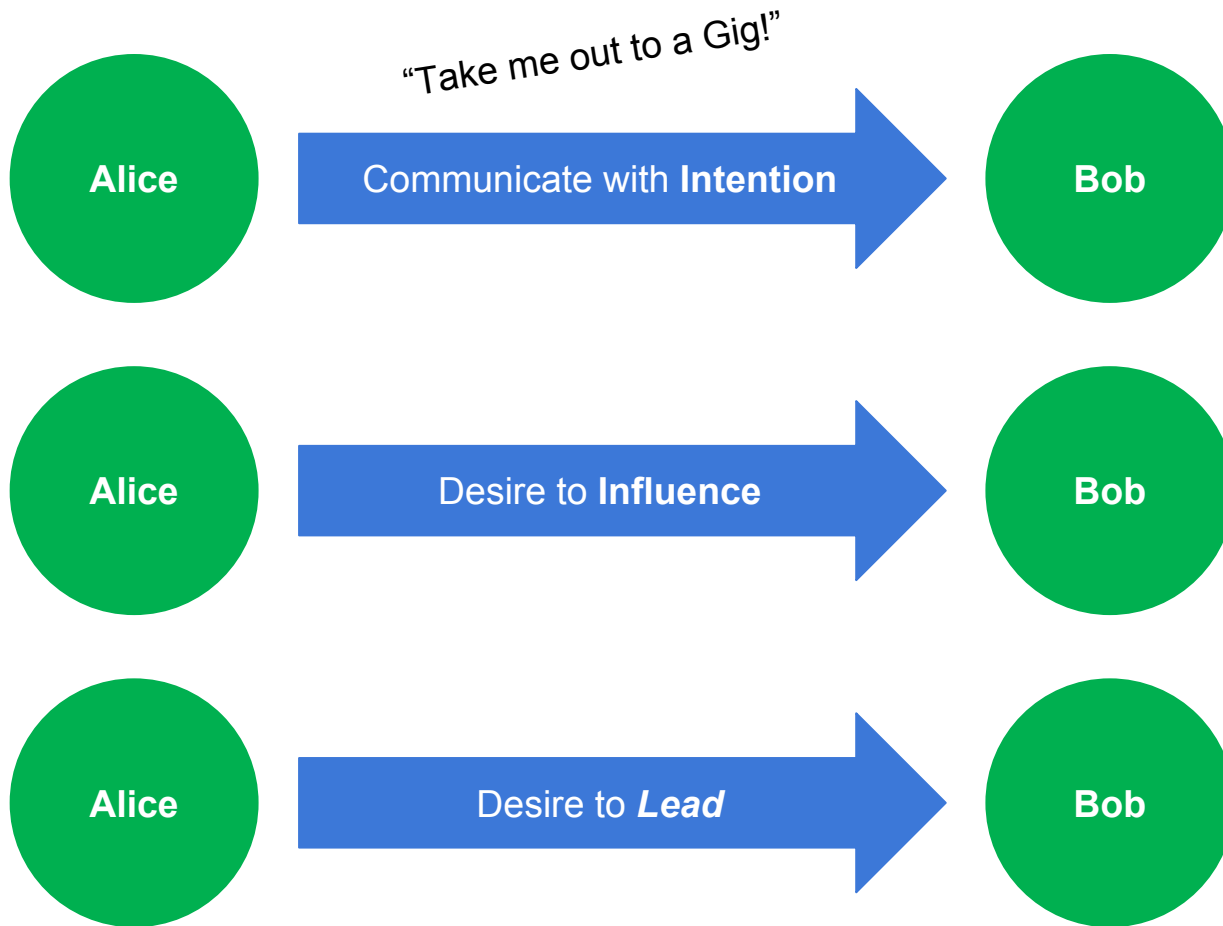 “Take me out to a Gig!”
Alice
Communicate with Intention
Bob
Alice
Desire to Influence
Bob
Alice
Desire to Lead
Bob